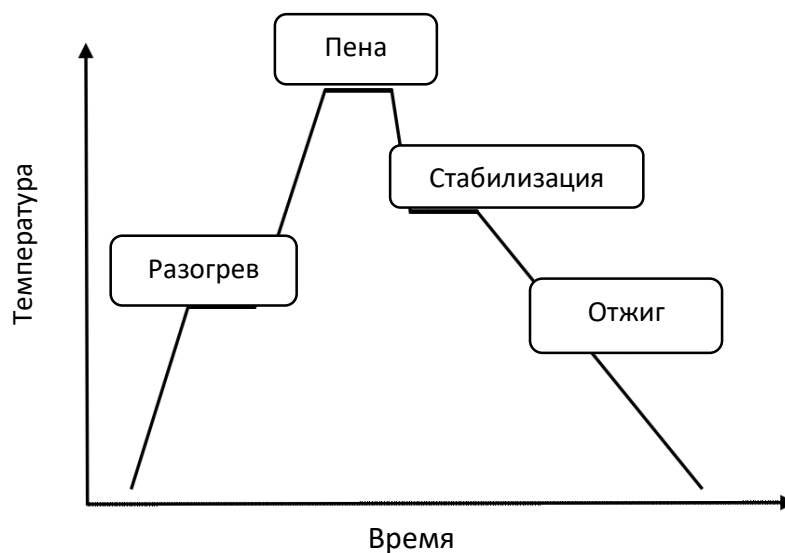 Пена
Стабилизация
Разогрев
Отжиг
Температура
Время